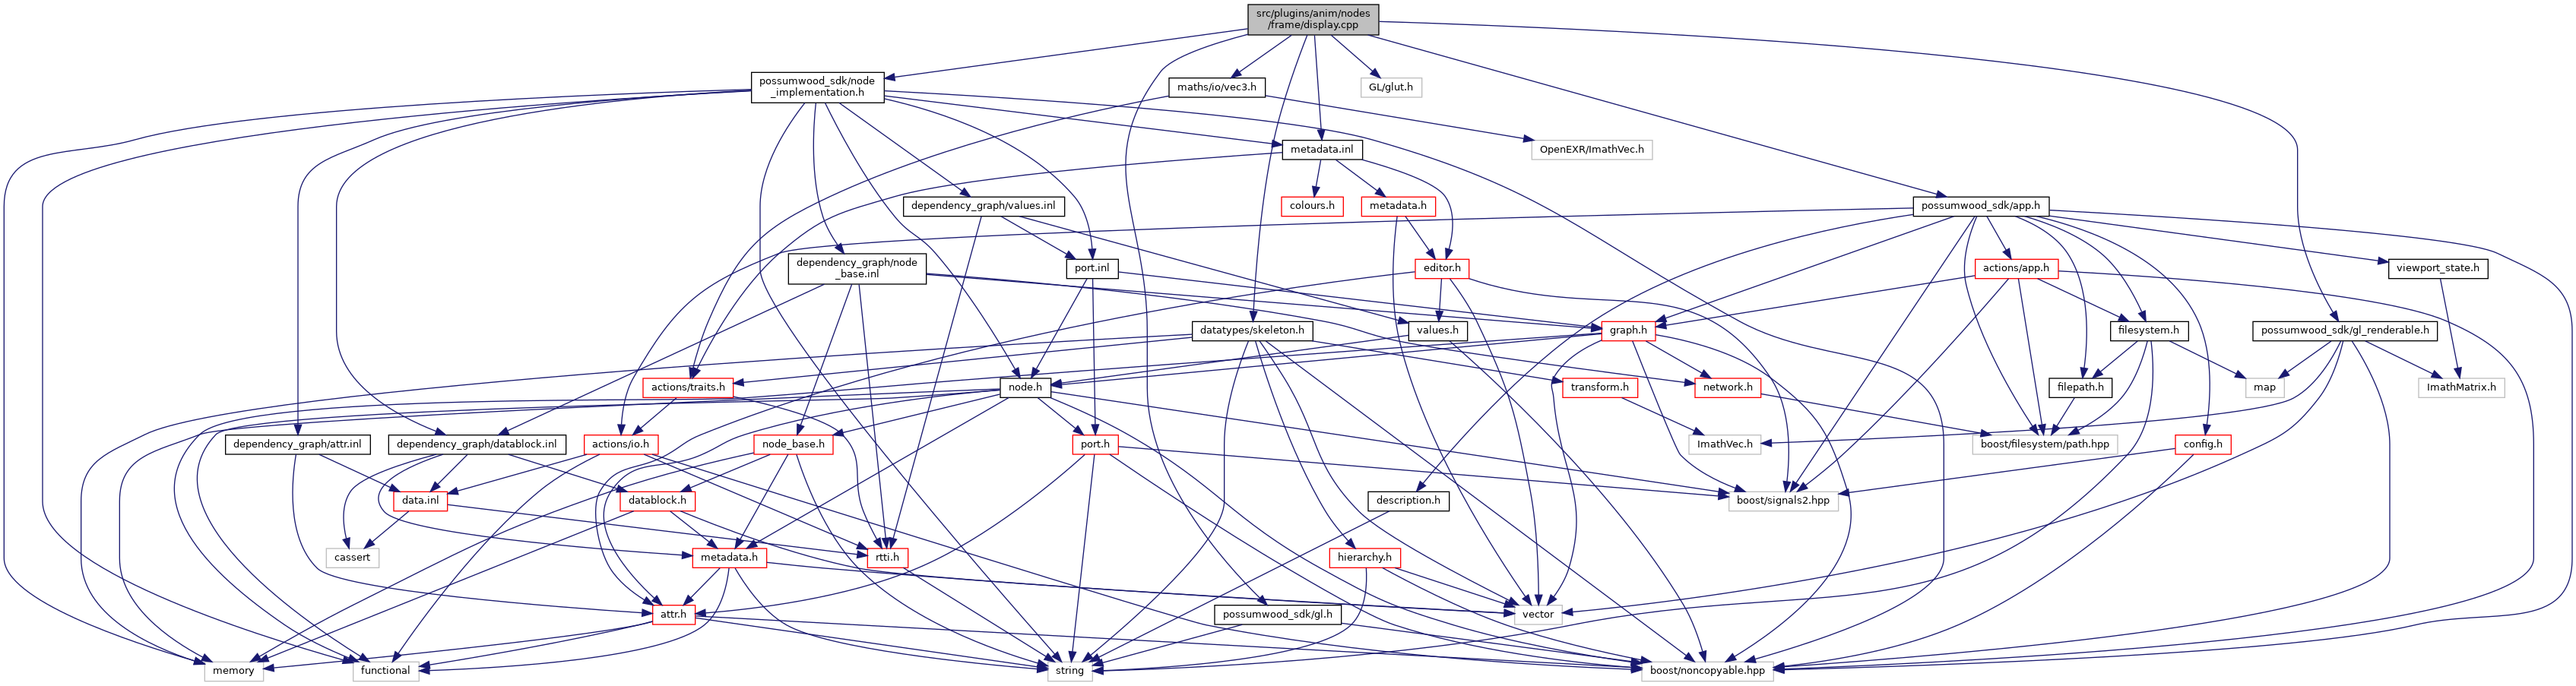 src/plugins/anim/nodes
/frame/display.cpp
possumwood_sdk/node
_implementation.h
maths/io/vec3.h
GL/glut.h
metadata.inl
OpenEXR/ImathVec.h
dependency_graph/values.inl
colours.h
metadata.h
possumwood_sdk/app.h
dependency_graph/node
_base.inl
port.inl
editor.h
actions/app.h
viewport_state.h
datatypes/skeleton.h
values.h
graph.h
filesystem.h
possumwood_sdk/gl_renderable.h
actions/traits.h
node.h
transform.h
network.h
filepath.h
map
ImathMatrix.h
dependency_graph/attr.inl
dependency_graph/datablock.inl
actions/io.h
node_base.h
port.h
ImathVec.h
boost/filesystem/path.hpp
config.h
data.inl
datablock.h
description.h
boost/signals2.hpp
cassert
metadata.h
rtti.h
hierarchy.h
attr.h
possumwood_sdk/gl.h
vector
memory
functional
string
boost/noncopyable.hpp